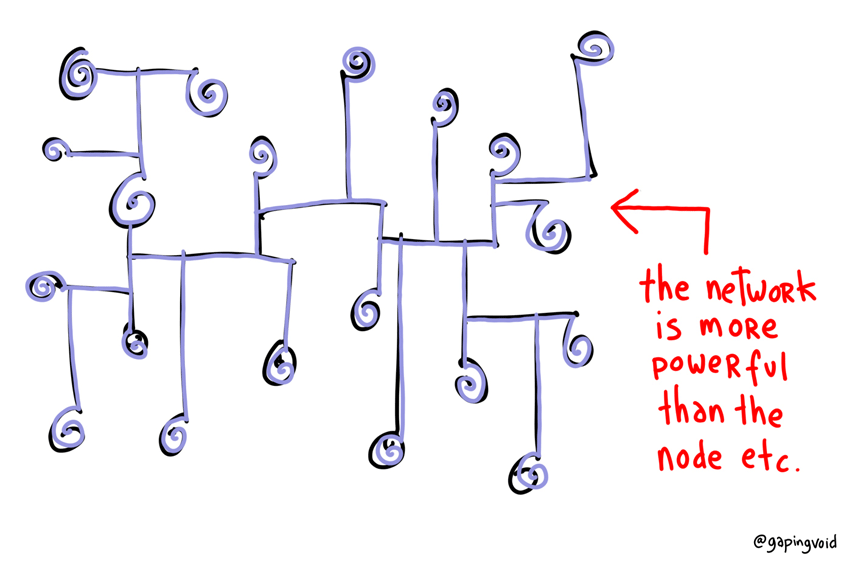 the network
is more
powerful
than the
node etc.
@gapingvoid